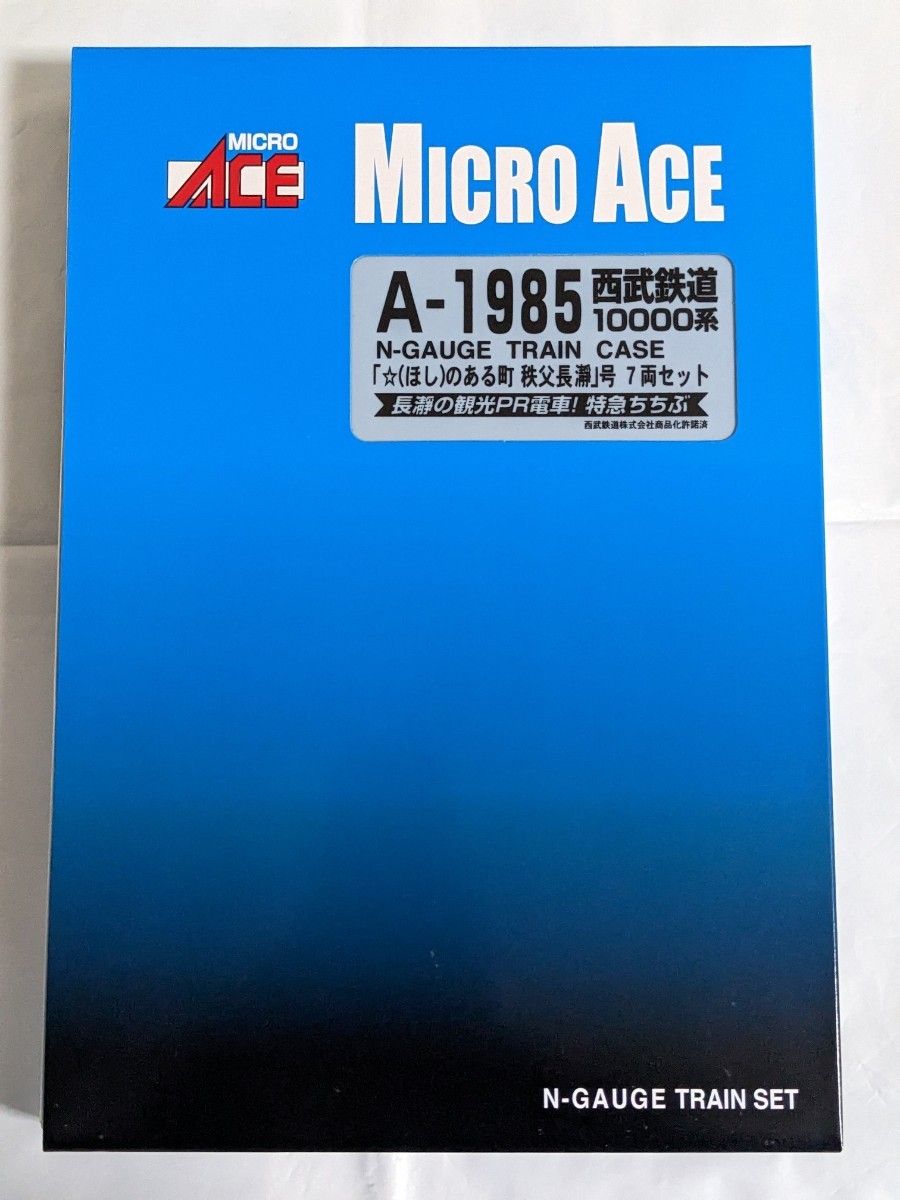 MICRO
ACE
MICRO ACE
A-1985 西武鉄道
10000系
N-GAUGE TRAIN CASE
「☆(ほし)のある町 秩父長瀞」号 7両セット
長瀞の観光PR電車! 特急ちちぶ
西武鉄道株式会社商品化許諾済
N-GAUGE TRAIN SET